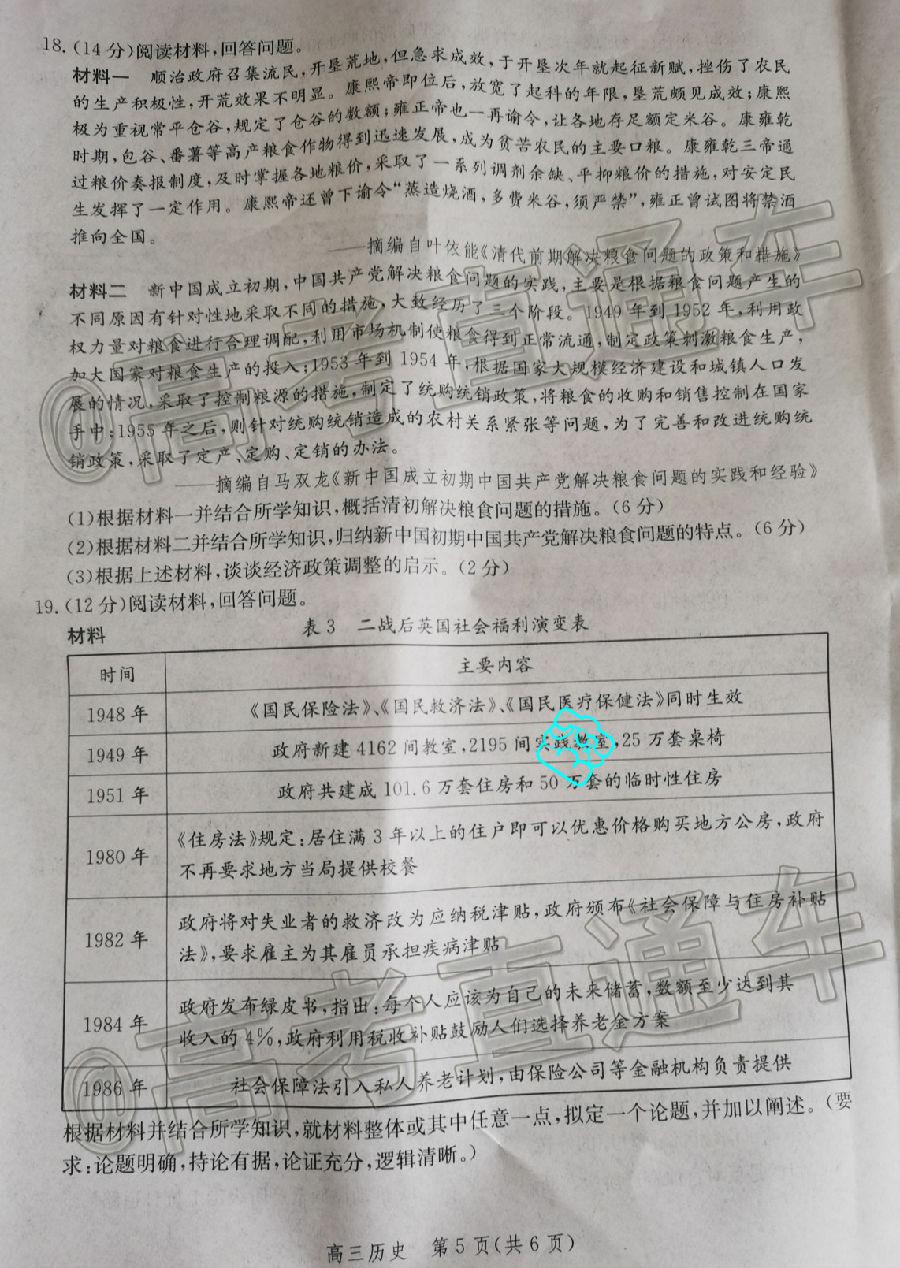 18.(14分)阅读材料,回答问题。
材料一 顺治政府召集流民,开垦荒地,但急求成效,于开垦次年就起征新赋,挫伤了农民
的生产积极性,开荒效果不明显。康熙帝即位后,放宽了起科的年限,垦荒颇见成效;康熙
极为重视常平仓谷,规定了仓谷的数额;雍正帝也一再谕令,让各地存足额定米谷。康雍乾
时期,包谷、番薯等高产粮食作物得到迅速发展,成为贫苦农民的主要口粮。康雍乾三帝通
过粮价奏报制度,及时掌握各地粮价,采取了一系列调剂余缺、平抑粮价的措施,对安定民
生发挥了一定作用。康熙帝还曾下谕令“蒸造烧酒,多费米谷,须严禁”,雍正曾试图将禁酒
推向全国。
——摘编自叶依能《清代前期解决粮食问题的政策和措施》
材料二 新中国成立初期,中国共产党解决粮食问题的实践,主要是根据粮食问题产生的
不同原因有针对性地采取不同的措施,大致经历了三个阶段。1949年到1952年,利用政
权力量对粮食进行合理调配,利用市场机制使粮食得到正常流通,制定政策刺激粮食生产,
加大国家对粮食生产的投入;1953年到1954年,根据国家大规模经济建设和城镇人口发
展的情况,采取了控制粮源的措施,制定了统购统销政策,将粮食的收购和销售控制在国家
手中;1955年之后,则针对统购统销造成的农村关系紧张等问题,为了完善和改进统购统
销政策,采取了定产、定购、定销的办法。
——摘编自马双龙《新中国成立初期中国共产党解决粮食问题的实践和经验》
(1)根据材料一并结合所学知识,概括清初解决粮食问题的措施。(6分)
(2)根据材料二并结合所学知识,归纳新中国初期中国共产党解决粮食问题的特点。(6分)
(3)根据上述材料,谈谈经济政策调整的启示。(2分)
19.(12分)阅读材料,回答问题。
材料 表3 二战后英国社会福利演变表
时间 主要内容
1948年 《国民保险法》、《国民救济法》、《国民医疗保健法》同时生效
1949年 政府新建4162间教室,2195间实践教室,25万套桌椅
1951年 政府共建成101.6万套住房和50万套的临时性住房
1980年 《住房法》规定:居住满3年以上的住户即可以优惠价格购买地方公房,政府
不再要求地方当局提供校餐
1982年 政府将对失业者的救济改为应纳税津贴,政府颁布《社会保障与住房补贴
法》,要求雇主为其雇员承担疾病津贴
1984年 政府发布绿皮书,指出:每个人应该为自己的未来储蓄,数额至少达到其
收入的4%,政府利用税收补贴鼓励人们选择养老金方案
1986年 社会保障法引入私人养老计划,由保险公司等金融机构负责提供
根据材料并结合所学知识,就材料整体或其中任意一点,拟定一个论题,并加以阐述。(要
求:论题明确,持论有据,论证充分,逻辑清晰。)
高三历史 第5页(共6页)
@高考直通车
@高考直通车